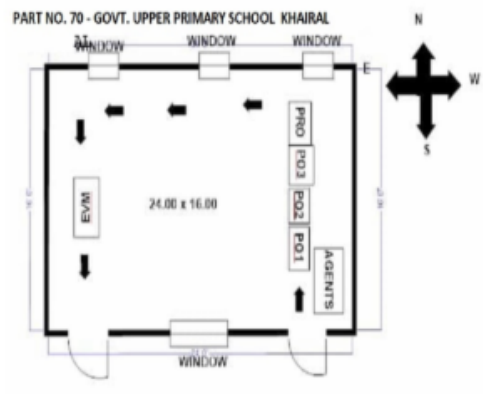 PART NO. 70 - GOVT. UPPER PRIMARY SCHOOL KHAIRAL
N
WINDOW
WINDOW
WINDOW
E
W
S
PRO
PO3
PO2
PO1
AGENTS
EVM
24.00 x 16.00
WINDOW